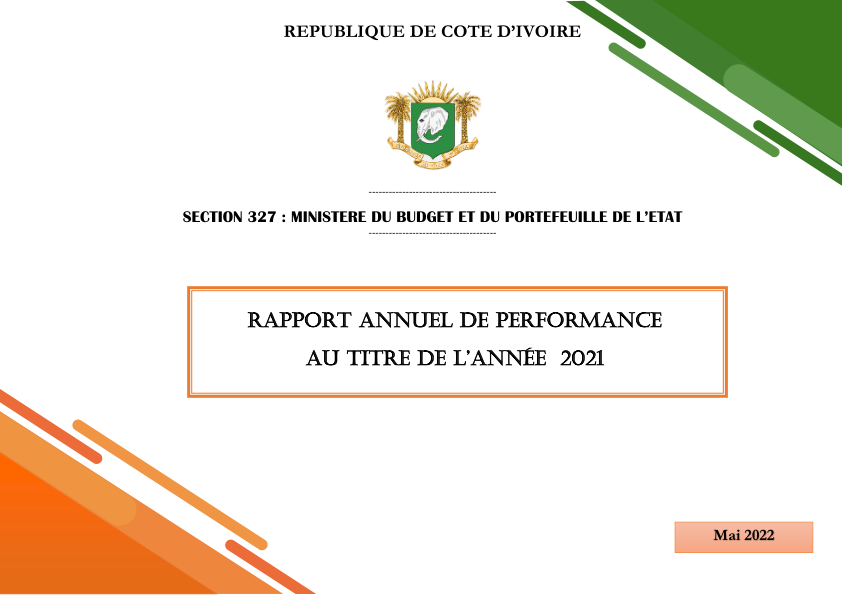 REPUBLIQUE DE COTE D’IVOIRE
---------------------------------------
SECTION 327 : MINISTERE DU BUDGET ET DU PORTEFEUILLE DE L’ETAT
---------------------------------------
RAPPORT ANNUEL DE PERFORMANCE
AU TITRE DE L’ANNÉE 2021
Mai 2022